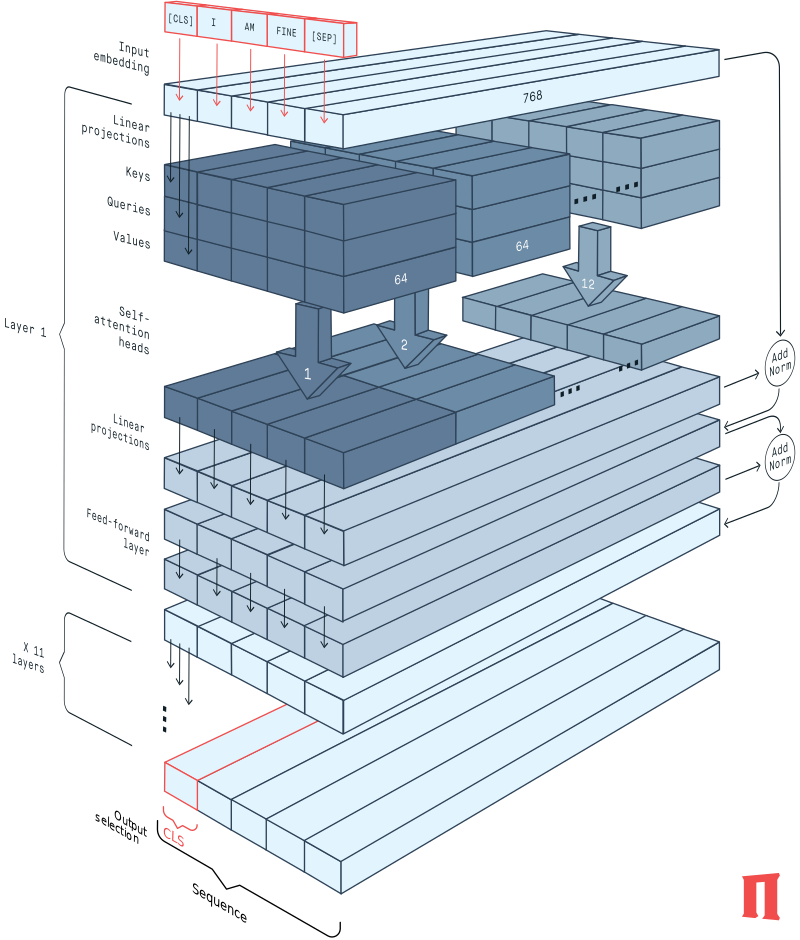 [CLS] I AM FINE [SEP]
Input
embedding
768
Linear
projections
Keys
Queries
Values
64
64
12
Layer 1
Self-
attention
heads
1
2
Add
Norm
Linear
projections
Add
Norm
Feed-forward
layer
X 11
layers
Output
selection
CLS
Sequence